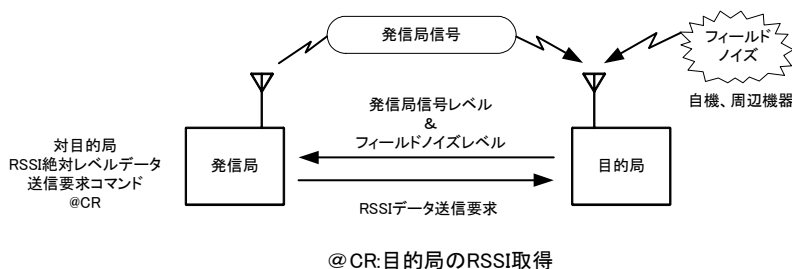 発信局信号
フィールド
ノイズ
自機、周辺機器
発信局信号レベル
&
フィールドノイズレベル
対目的局
RSSI絶対レベルデータ
送信要求コマンド
@CR
発信局
目的局
RSSIデータ送信要求
@CR:目的局のRSSI取得